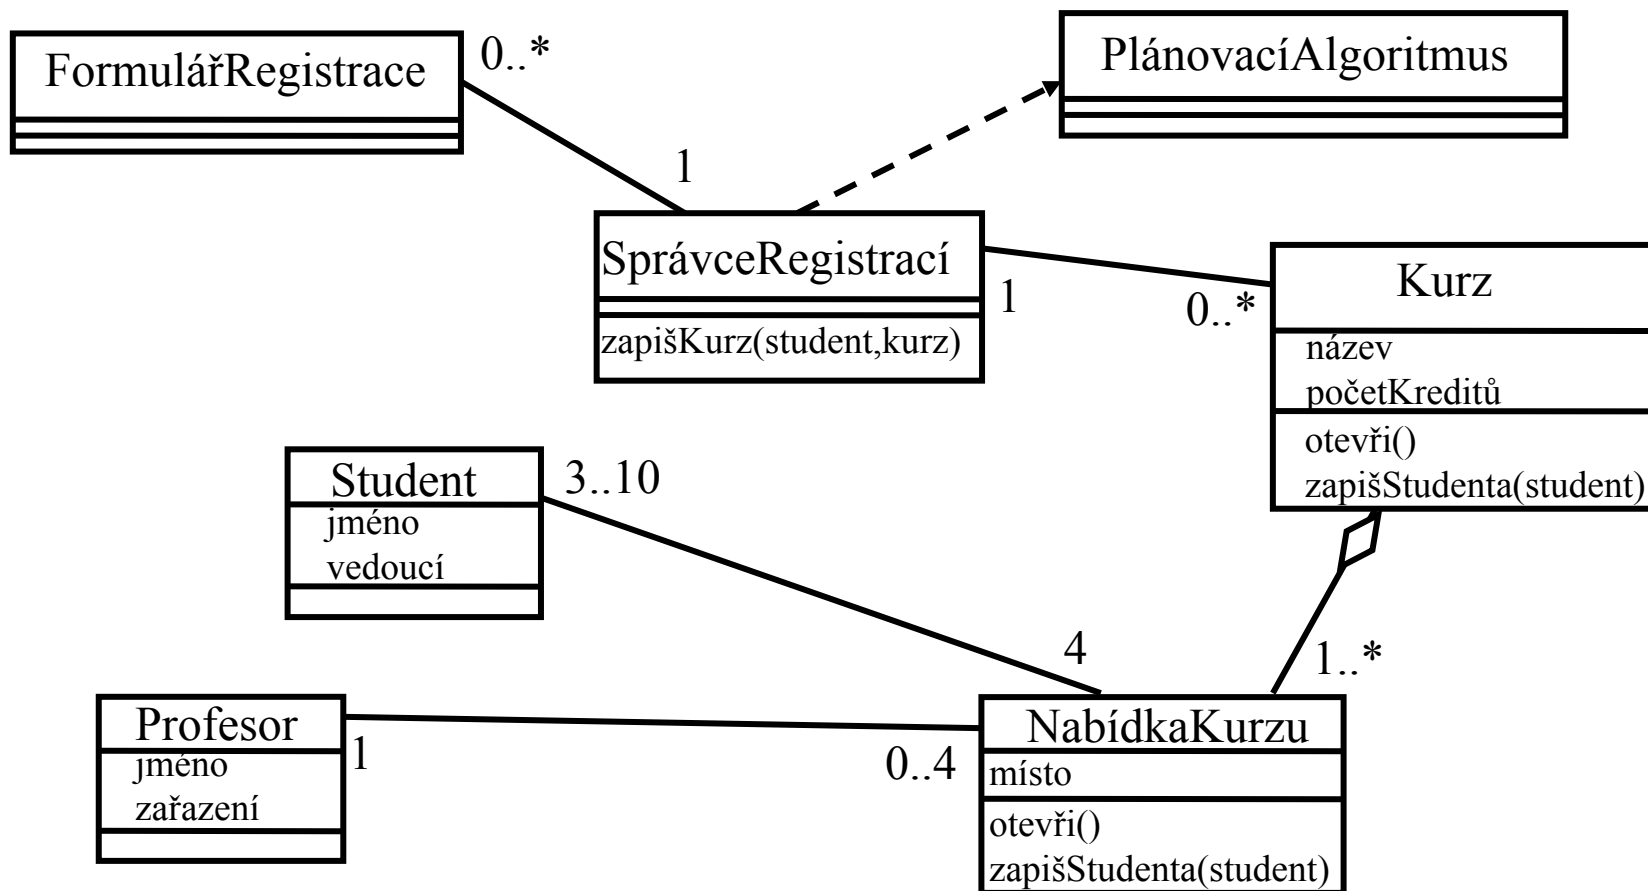 FormulářRegistrace
0..*
PlánovacíAlgoritmus
1
SprávceRegistrací
zapišKurz(student,kurz)
1
0..*
Kurz
název
početKreditů
otevři()
zapišStudenta(student)
Student
jméno
vedoucí
3..10
4
1..*
Profesor
jméno
zařazení
1
0..4
NabídkaKurzu
místo
otevři()
zapišStudenta(student)